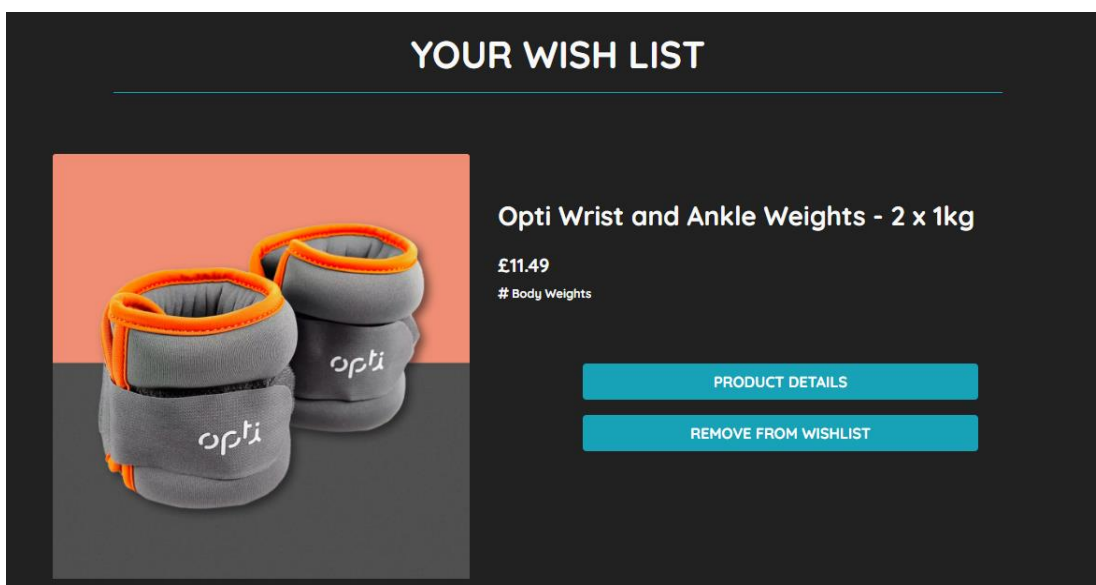 YOUR WISH LIST
Opti Wrist and Ankle Weights - 2 x 1kg
£11.49
# Body Weights
PRODUCT DETAILS
REMOVE FROM WISHLIST
opti
opti